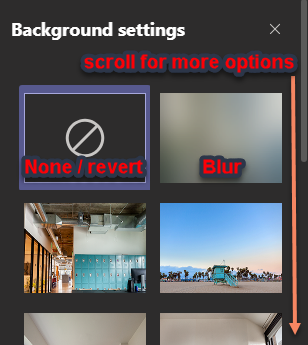 Background settings
scroll for more options
None / revert
Blur